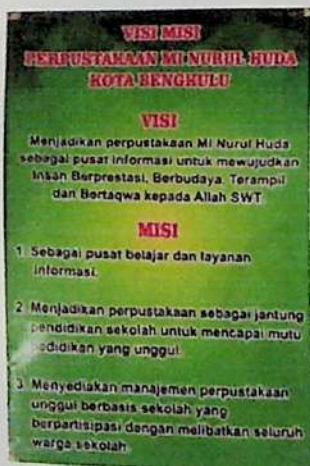 VISI MISI
PERPUSTAKAAN MI NURUL HUDA
KOTA BENGKULU
VISI
Menjadikan perpustakaan MI Nurul Huda
sebagai pusat informasi untuk mewujudkan
Insan Berprestasi, Berbudaya, Terampil
dan Bertaqwa kepada Allah SWT
MISI
1. Sebagai pusat belajar dan layanan
informasi.
2. Menjadikan perpustakaan sebagai jantung
pendidikan sekolah untuk mencapai mutu
pedidikan yang unggul.
3. Menyediakan manajemen perpustakaan
unggul berbasis sekolah yang
berpartisipasi dengan melibatkan seluruh
warga sekolah.